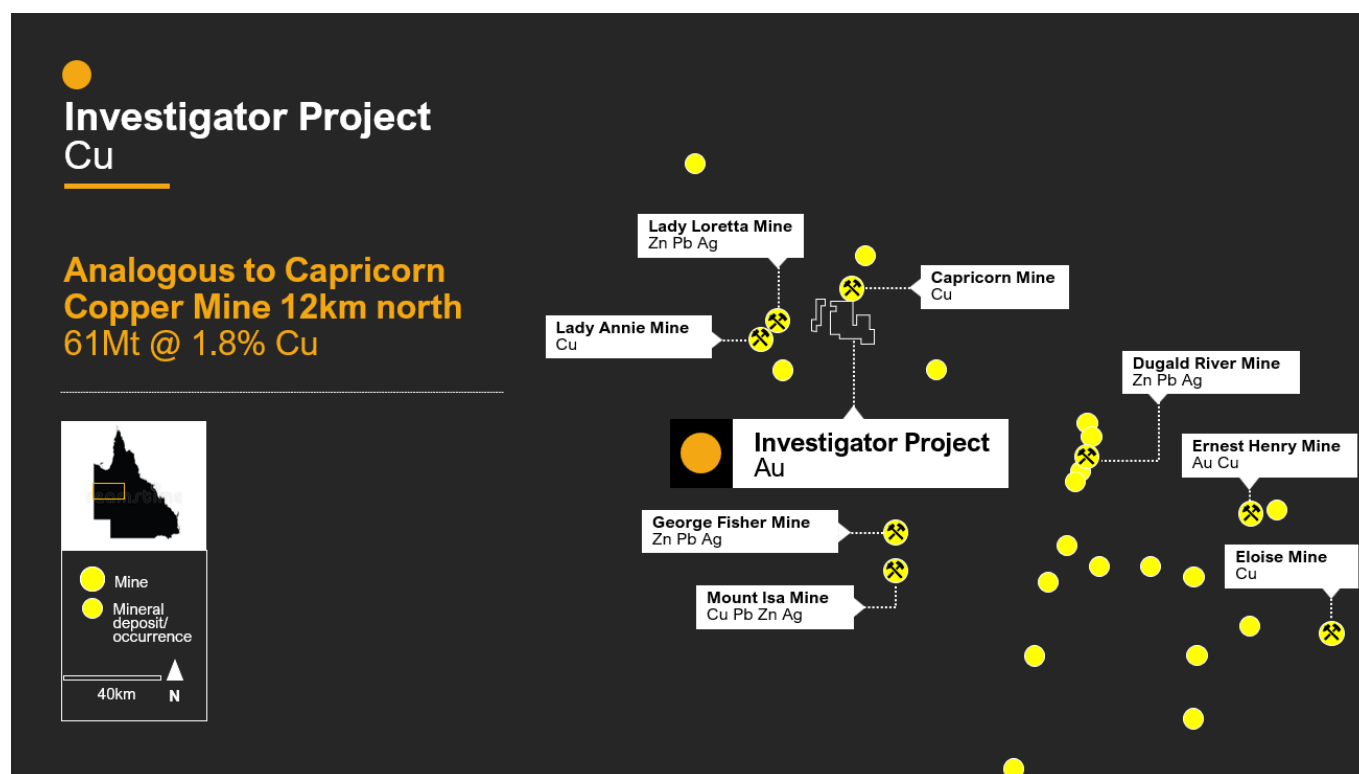 Investigator Project
Cu
Analogous to Capricorn
Copper Mine 12km north
61Mt @ 1.8% Cu
Mine
Mineral
deposit/
occurrence
40km
N
Lady Loretta Mine
Zn Pb Ag
Capricorn Mine
Cu
Lady Annie Mine
Cu
Dugald River Mine
Zn Pb Ag
Investigator Project
Au
Ernest Henry Mine
Au Cu
George Fisher Mine
Zn Pb Ag
Eloise Mine
Cu
Mount Isa Mine
Cu Pb Zn Ag